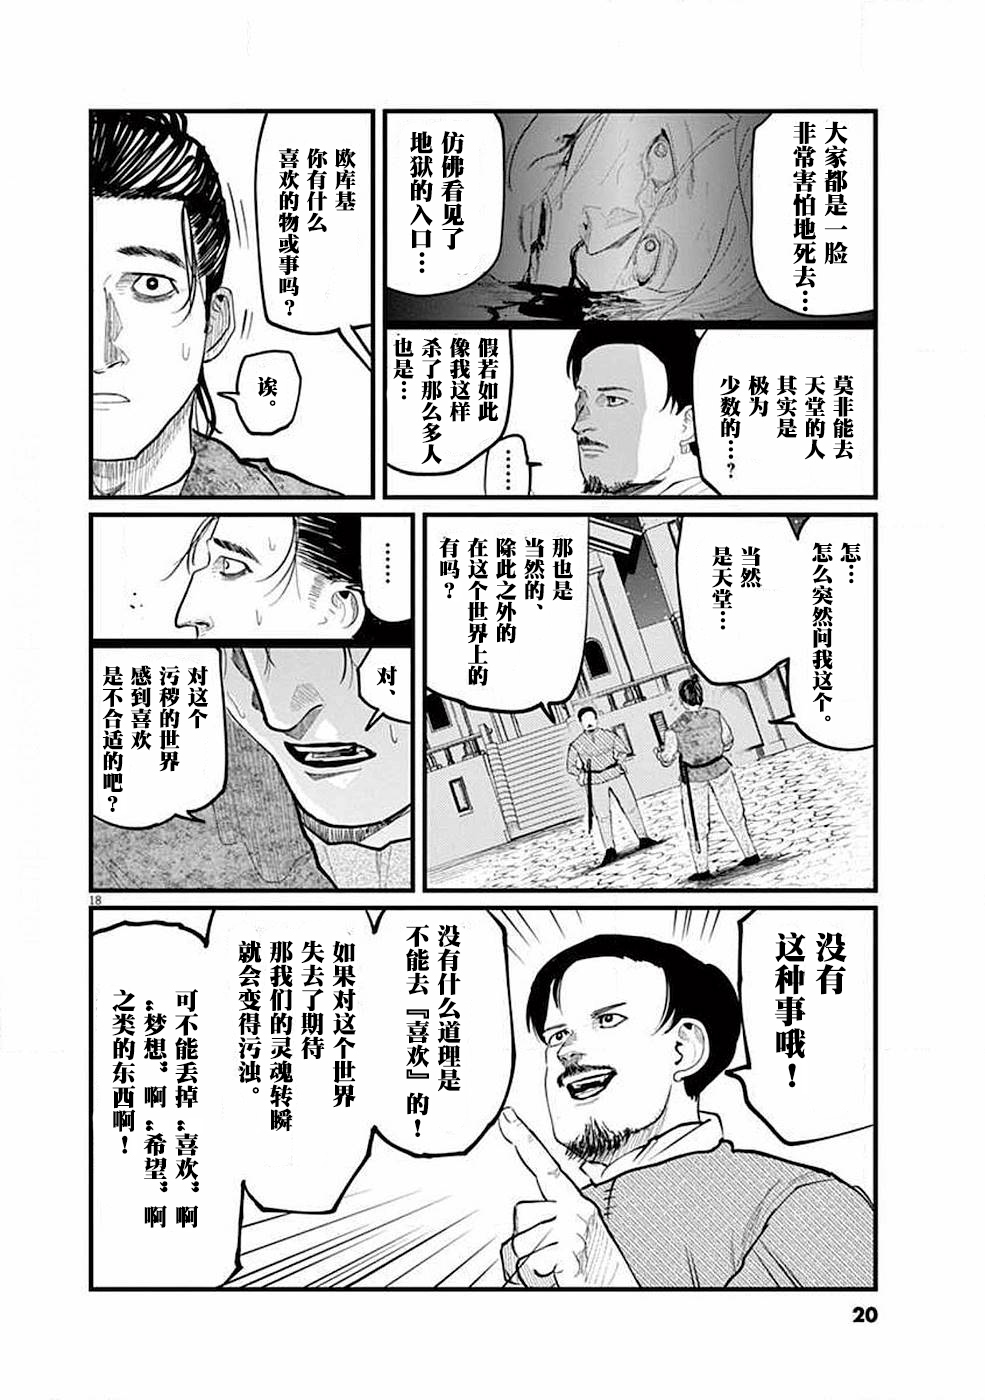 大家都是一脸
非常害怕地死去…
仿佛看见了
地狱的入口…
莫非能去
天堂的人
其实是
极为
少数的…?
……
假若如此
像我这样
杀了那么多人
也是…
欧库基
你有什么
喜欢的物或事吗?
诶。
怎…
怎么突然问我这个。
当然
是天堂…
那也是
当然的、
除此之外的
在这个世界上的
有吗?
……
对、
对这个
污秽的世界
感到喜欢
是不合适的吧?
18
没有
这种事哦!
没有什么道理是
不能去『喜欢』的!
如果对这个世界
失去了期待
那我们的灵魂转瞬
就会变得污浊。
可不能丢掉“喜欢”啊
“梦想”啊“希望”啊
之类的东西啊!
20